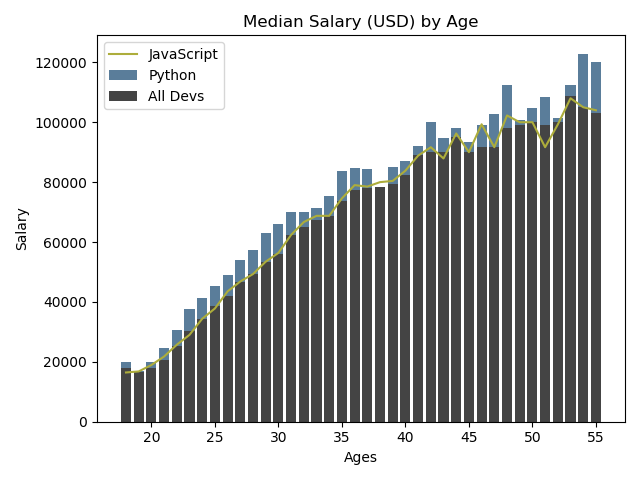 Median Salary (USD) by Age
JavaScript
Python
All Devs
120000
100000
80000
60000
40000
20000
0
Salary
20 25 30 35 40 45 50 55
Ages